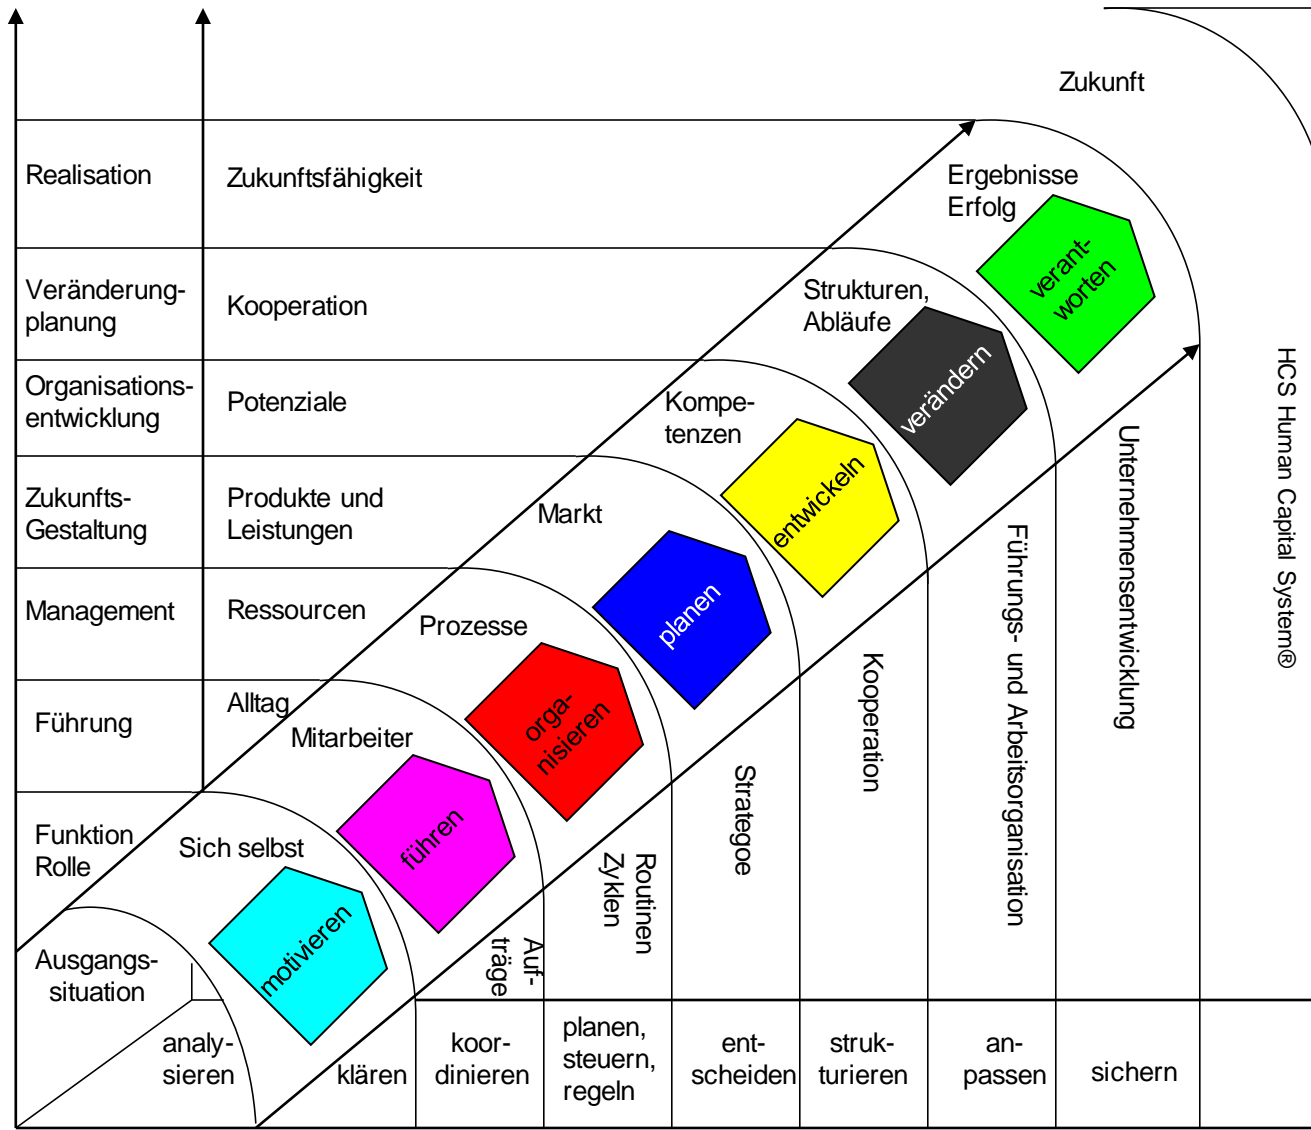 Zukunft
Realisation
Zukunftsfähigkeit
Ergebnisse
Erfolg
verant-
worten
Veränderung-
planung
Kooperation
Strukturen,
Abläufe
verändern
Organisations-
entwicklung
Potenziale
Kompe-
tenzen
entwickeln
Zukunfts-
Gestaltung
Produkte und
Leistungen
Markt
planen
Management
Ressourcen
Prozesse
orga-
nisieren
Führung
Alltag
Mitarbeiter
führen
Funktion
Rolle
Sich selbst
motivieren
Ausgangs-
situation
Auf-
träge
Routinen
Zyklen
Strategoe
Kooperation
Führungs- und Arbeitsorganisation
Unternehmensentwicklung
HCS Human Capital System®
analy-
sieren
klären
koor-
dinieren
planen,
steuern,
regeln
ent-
scheiden
struk-
turieren
an-
passen
sichern